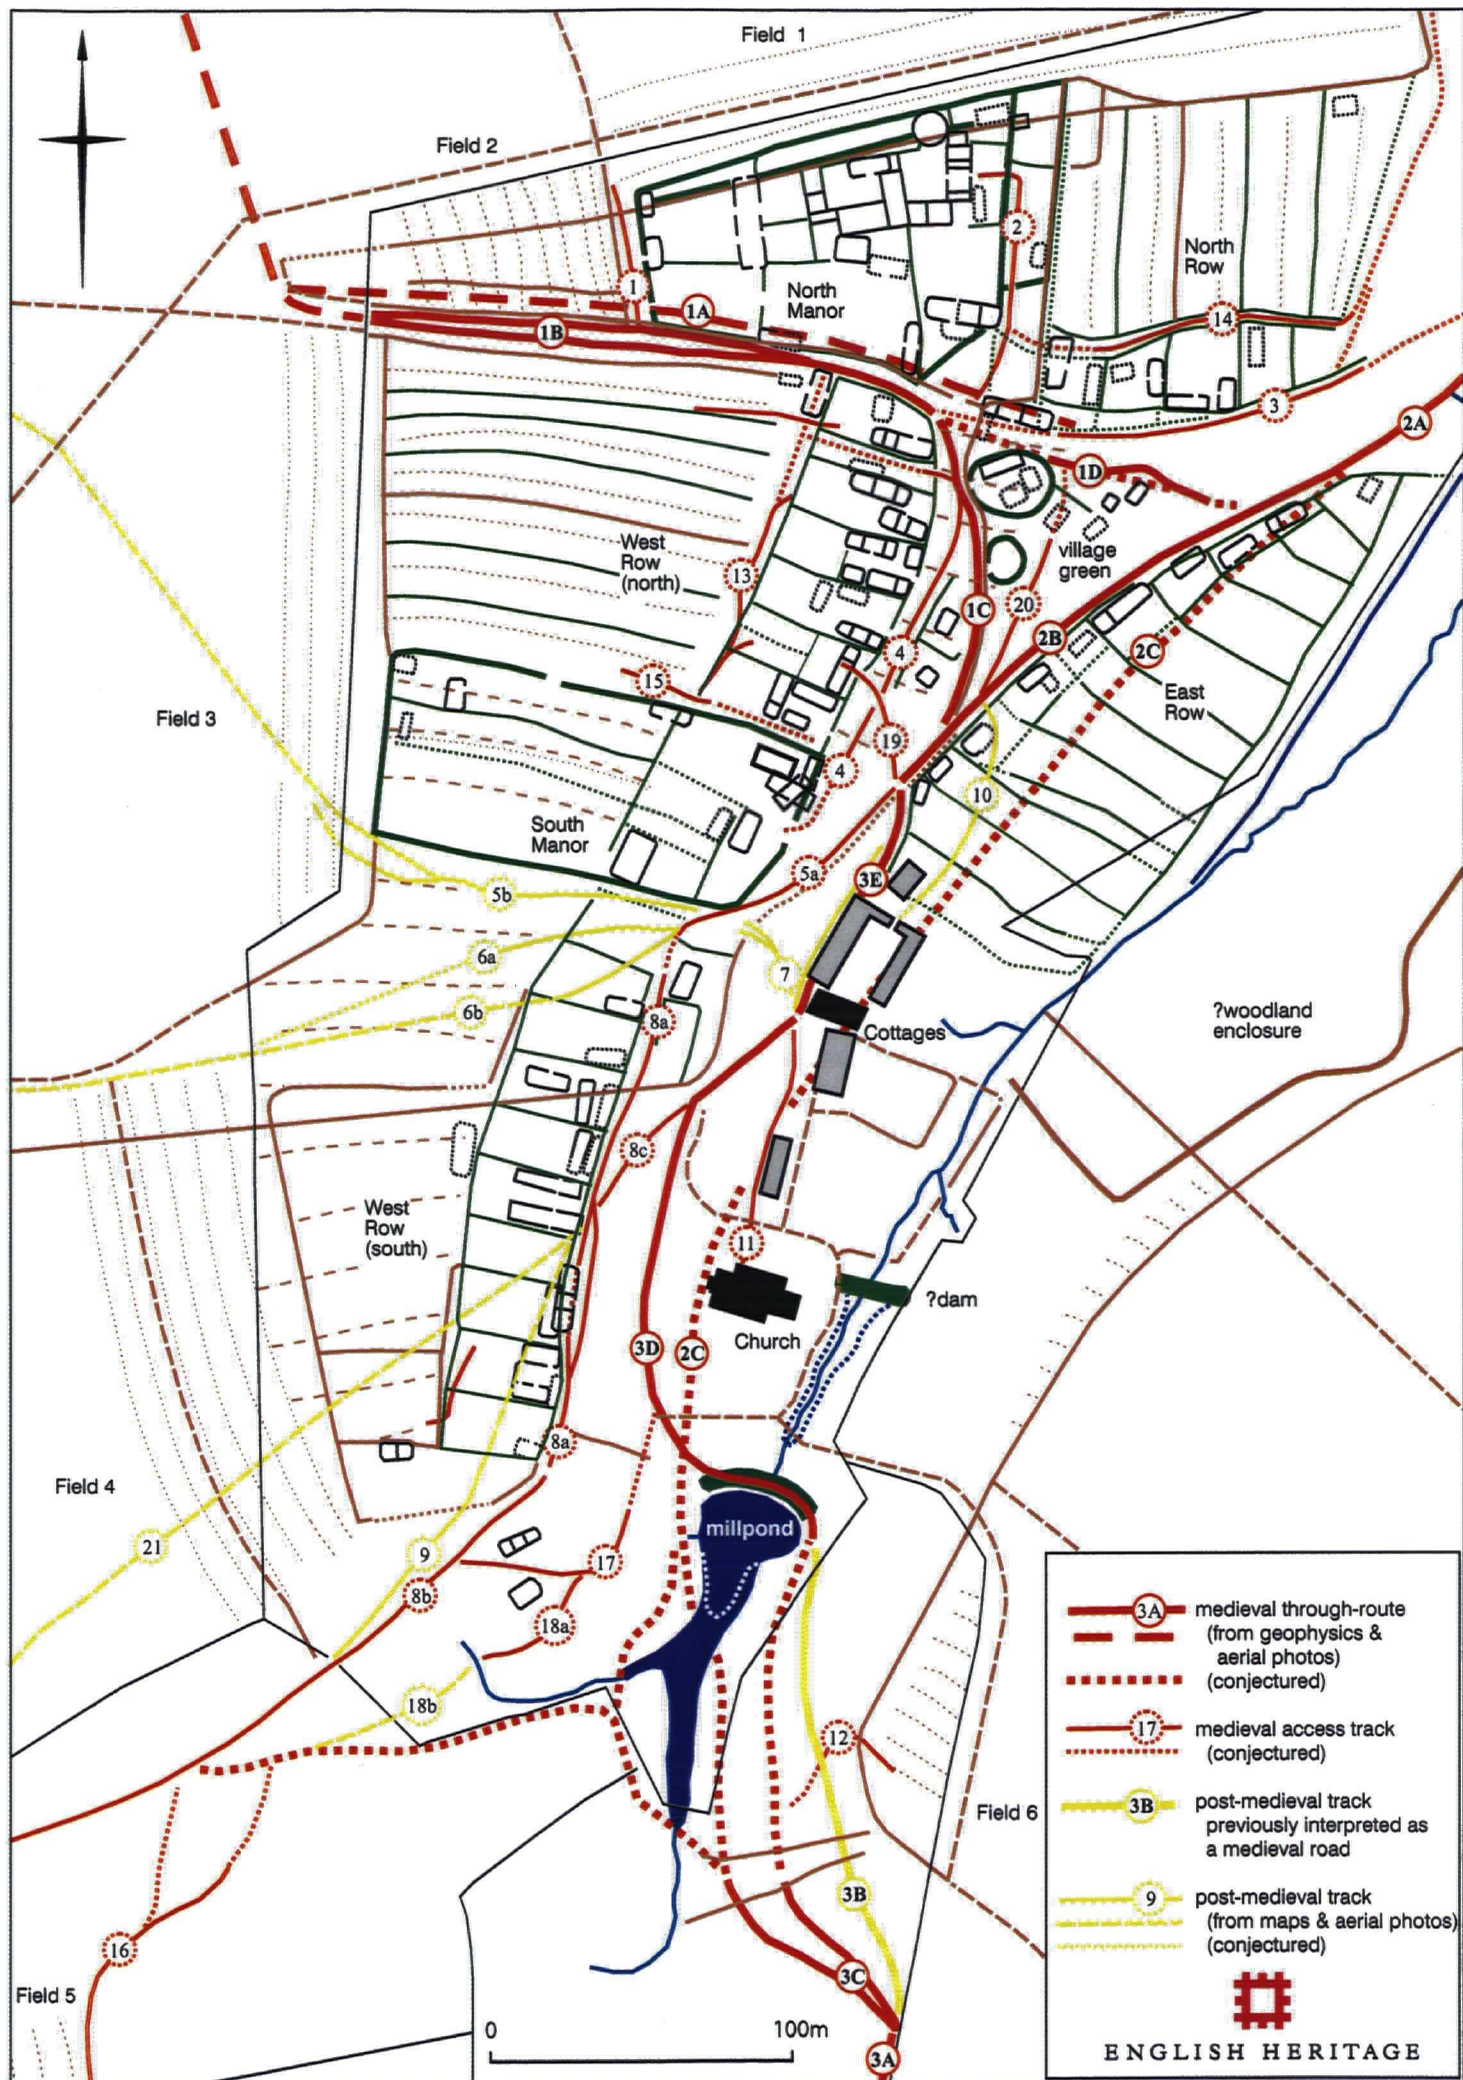 Field 1
Field 2
2
North
Row
1
1A
North
Manor
14
1B
3
2A
1D
West
Row
(north)
village
green
13
20
1C
2B
4
2C
15
East
Row
Field 3
19
4
10
South
Manor
5a
3E
5b
6a
7
6b
8a
Cottages
?woodland
enclosure
8c
West
Row
(south)
11
?dam
Church
3D
2C
8a
Field 4
millpond
21
9
17
8b
18a
18b
12
Field 6
3B
16
3C
Field 5
0
100m
3A
3A
medieval through-route
(from geophysics &
aerial photos)
(conjectured)
17
medieval access track
(conjectured)
3B
post-medieval track
previously interpreted as
a medieval road
9
post-medieval track
(from maps & aerial photos)
(conjectured)
ENGLISH HERITAGE